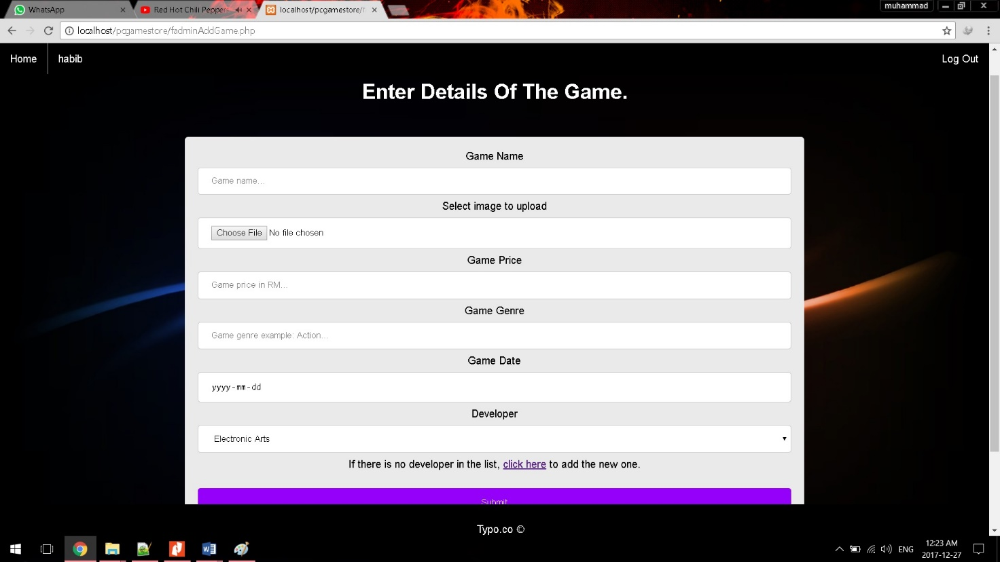 WhatsApp
Red Hot Chili Pepper
localhost/pcgamestore/f
muhammad
localhost/pcgamestore/fadminAddGame.php
Home
habib
Log Out
Enter Details Of The Game.
Game Name
Game name...
Select image to upload
Choose File No file chosen
Game Price
Game price in RM...
Game Genre
Game genre example: Action...
Game Date
yyyy-mm-dd
Developer
Electronic Arts
If there is no developer in the list, click here to add the new one.
Submit
Typo.co ©
ENG
12:23 AM
2017-12-27